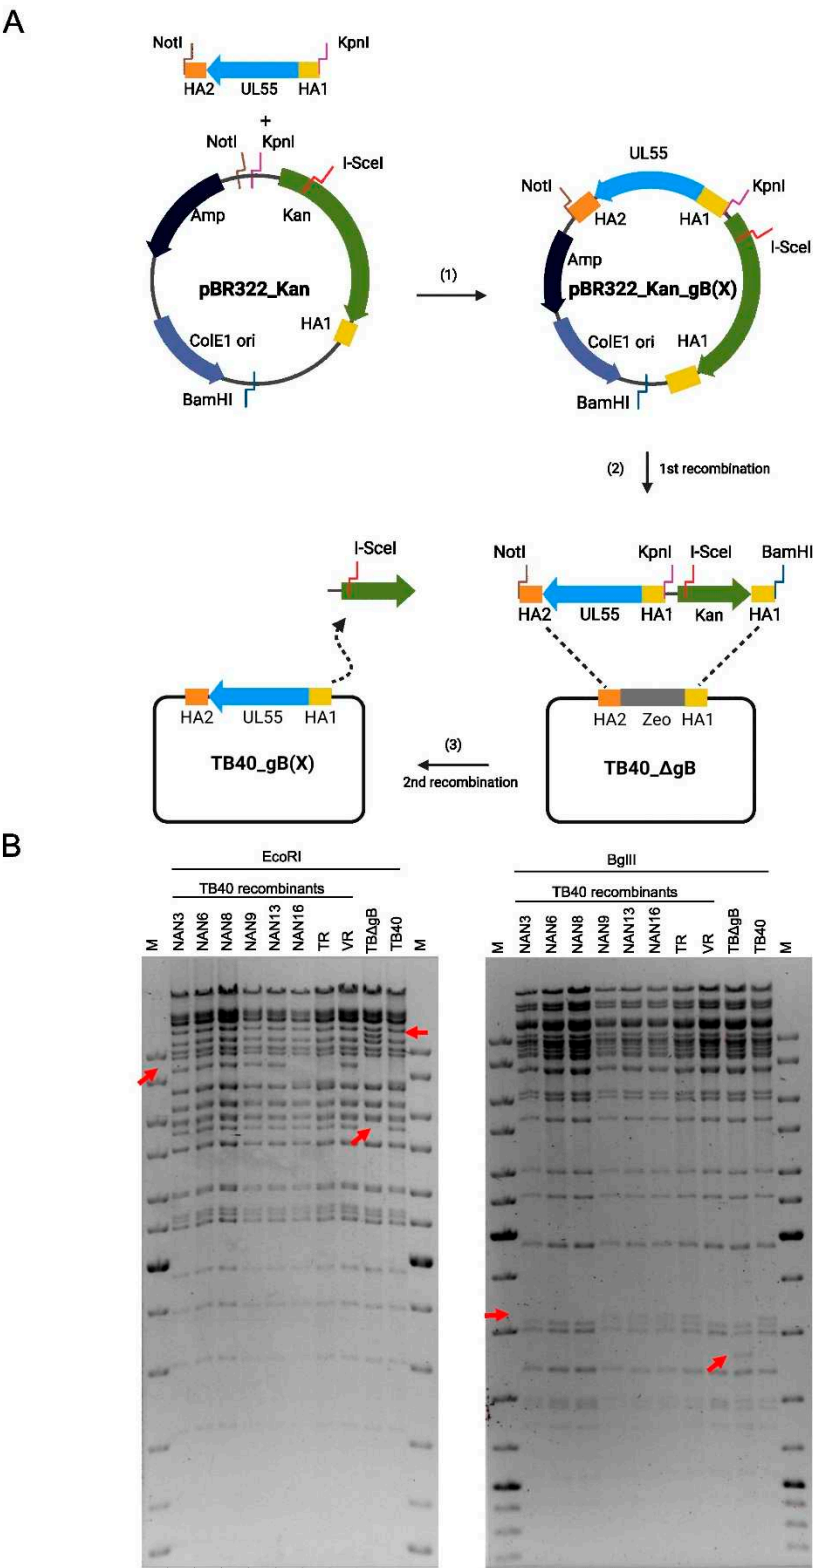 A
NotI
KpnI
HA2
UL55
HA1
+
NotI
KpnI
I-SceI
Amp
Kan
pBR322_Kan
HA1
ColE1 ori
BamHI
(1)
UL55
NotI
KpnI
HA2
HA1
I-SceI
Amp
pBR322_Kan_gB(X)
ColE1 ori
HA1
BamHI
(2)
1st recombination
I-SceI
NotI
KpnI
I-SceI
BamHI
HA2
UL55
HA1
Kan
HA1
HA2
UL55
HA1
TB40_gB(X)
(3)
2nd recombination
HA2
Zeo
HA1
TB40_ΔgB
B
EcoRI
TB40 recombinants
M
NAN3
NAN6
NAN8
NAN9
NAN13
NAN16
TR
VR
TBΔgB
TB40
M
BglII
TB40 recombinants
M
NAN3
NAN6
NAN8
NAN9
NAN13
NAN16
TR
VR
TBΔgB
TB40
M